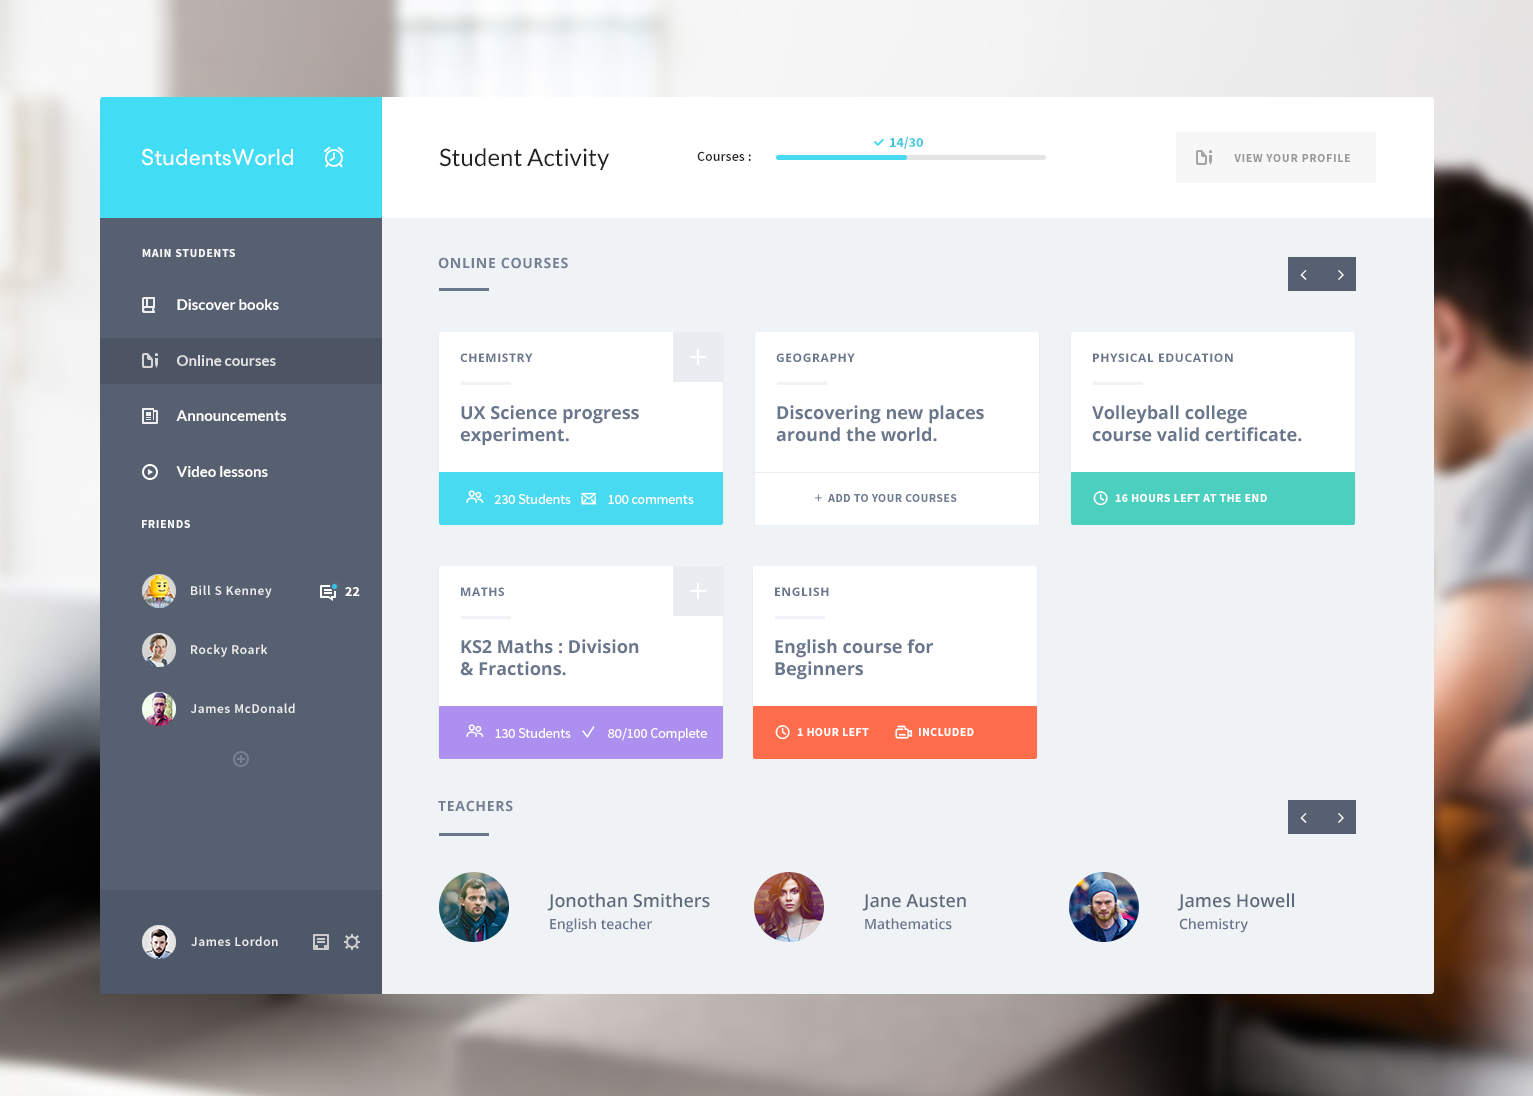 StudentsWorld
Student Activity
Courses :
14/30
VIEW YOUR PROFILE
MAIN STUDENTS
Discover books
Online courses
Announcements
Video lessons
FRIENDS
Bill S Kenney
22
Rocky Roark
James McDonald
James Lordon
ONLINE COURSES
CHEMISTRY
UX Science progress
experiment.
230 Students
100 comments
GEOGRAPHY
Discovering new places
around the world.
+ ADD TO YOUR COURSES
PHYSICAL EDUCATION
Volleyball college
course valid certificate.
16 HOURS LEFT AT THE END
MATHS
KS2 Maths : Division
& Fractions.
130 Students
80/100 Complete
ENGLISH
English course for
Beginners
1 HOUR LEFT
INCLUDED
TEACHERS
Jonothan Smithers
English teacher
Jane Austen
Mathematics
James Howell
Chemistry